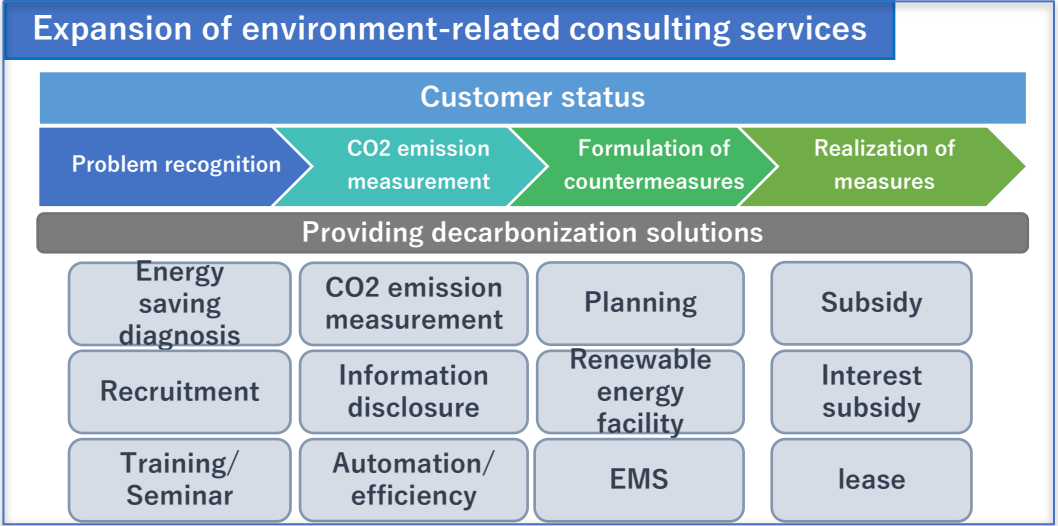 Expansion of environment-related consulting services
Customer status
Problem recognition
CO2 emission
measurement
Formulation of
countermeasures
Realization of
measures
Providing decarbonization solutions
Energy
saving
diagnosis
CO2 emission
measurement
Planning
Subsidy
Recruitment
Information
disclosure
Renewable
energy
facility
Interest
subsidy
Training/
Seminar
Automation/
efficiency
EMS
lease